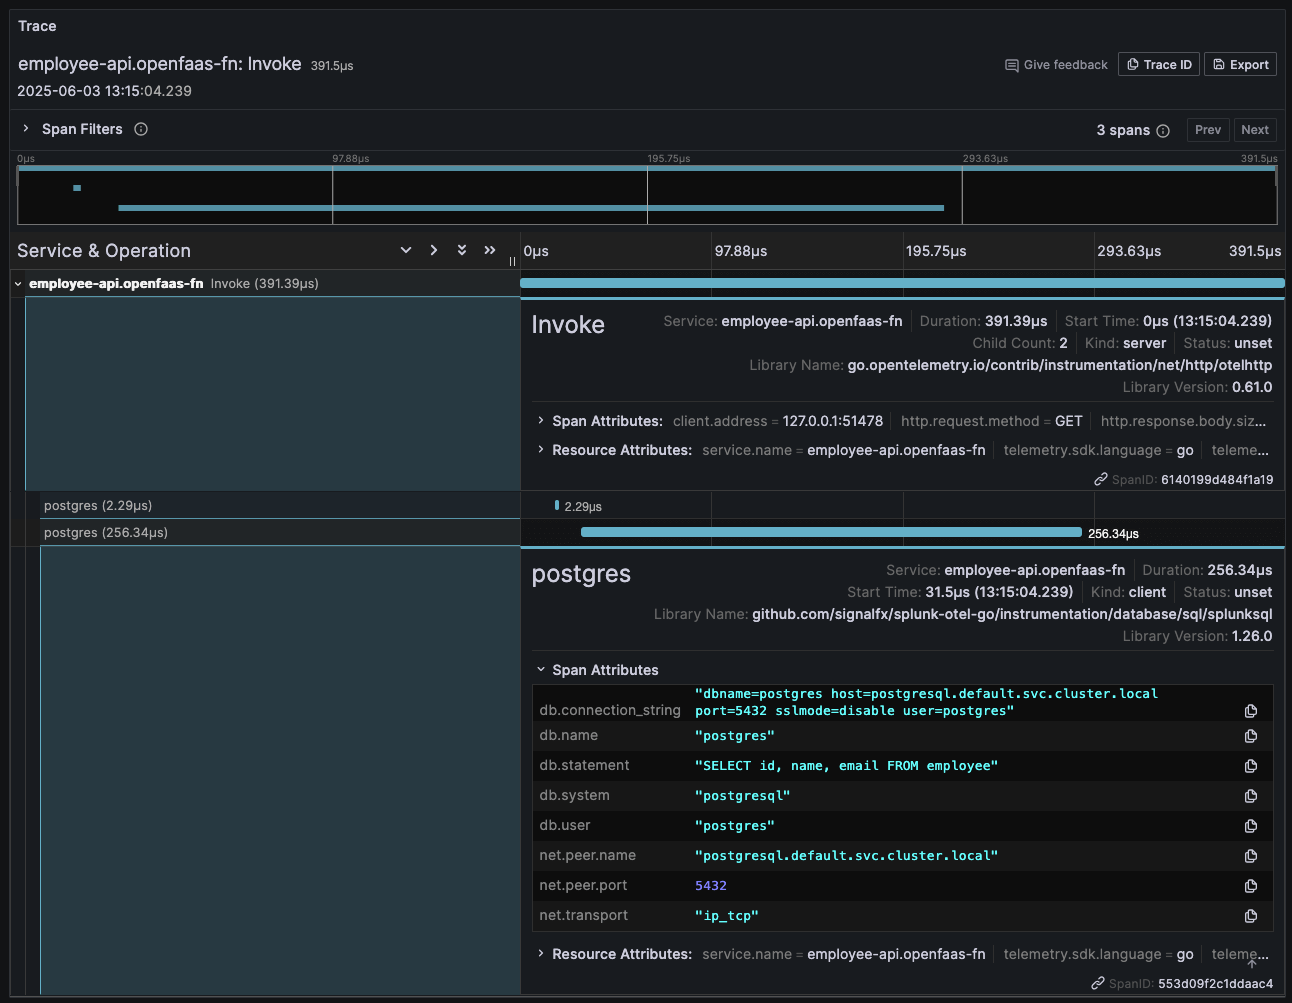 Trace
employee-api.openfaas-fn: Invoke 391.5μs
Give feedback
Trace ID
Export
2025-06-03 13:15:04.239
Span Filters
3 spans
Prev
Next
0μs 97.88μs 195.75μs 293.63μs 391.5μs
Service & Operation
0μs 97.88μs 195.75μs 293.63μs 391.5μs
employee-api.openfaas-fn Invoke (391.39μs)
Invoke
Service: employee-api.openfaas-fn Duration: 391.39μs Start Time: 0μs (13:15:04.239)
Child Count: 2 Kind: server Status: unset
Library Name: go.opentelemetry.io/contrib/instrumentation/net/http/otelhttp
Library Version: 0.61.0
Span Attributes: client.address = 127.0.0.1:51478 http.request.method = GET http.response.body.siz...
Resource Attributes: service.name = employee-api.openfaas-fn telemetry.sdk.language = go teleme...
SpanID: 6140199d484f1a19
postgres (2.29μs) 2.29μs
postgres (256.34μs) 256.34μs
postgres
Service: employee-api.openfaas-fn Duration: 256.34μs
Start Time: 31.5μs (13:15:04.239) Kind: client Status: unset
Library Name: github.com/signalfx/splunk-otel-go/instrumentation/database/sql/splunksql
Library Version: 1.26.0
Span Attributes
db.connection_string "dbname=postgres host=postgresql.default.svc.cluster.local
port=5432 sslmode=disable user=postgres"
db.name "postgres"
db.statement "SELECT id, name, email FROM employee"
db.system "postgresql"
db.user "postgres"
net.peer.name "postgresql.default.svc.cluster.local"
net.peer.port 5432
net.transport "ip_tcp"
Resource Attributes: service.name = employee-api.openfaas-fn telemetry.sdk.language = go teleme...
SpanID: 553d09f2c1ddaac4